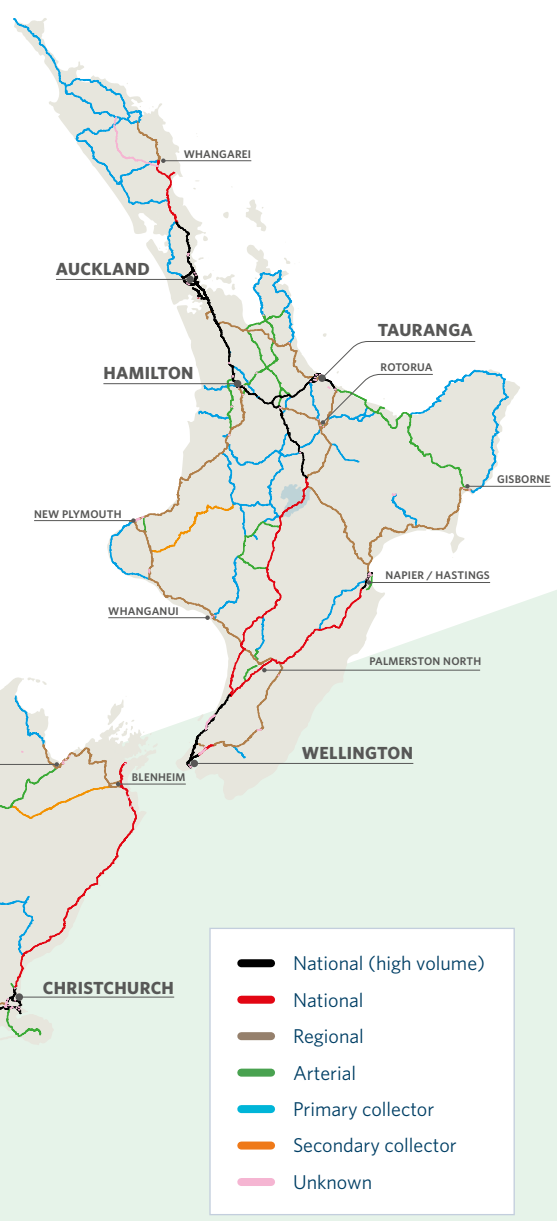 WHANGAREI
AUCKLAND
TAURANGA
HAMILTON
ROTORUA
GISBORNE
NEW PLYMOUTH
NAPIER / HASTINGS
WHANGANUI
PALMERSTON NORTH
WELLINGTON
BLENHEIM
CHRISTCHURCH
National (high volume)
National
Regional
Arterial
Primary collector
Secondary collector
Unknown